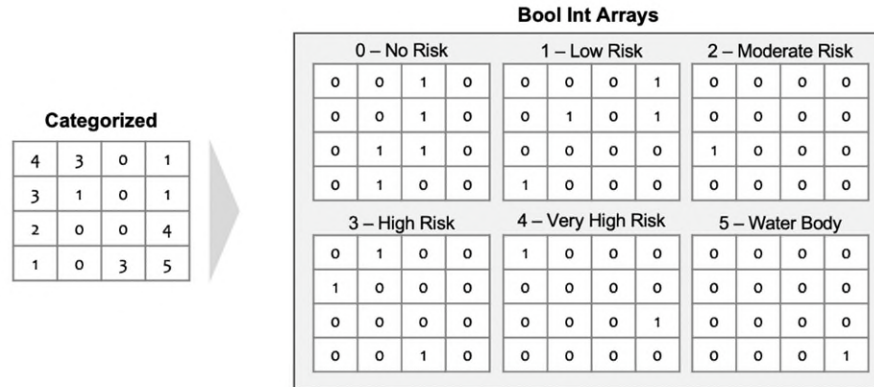 Bool Int Arrays
0 – No Risk
0 0 1 0
0 0 1 0
0 1 1 0
0 1 0 0
1 – Low Risk
0 0 0 1
0 1 0 1
0 0 0 0
1 0 0 0
2 – Moderate Risk
0 0 0 0
0 0 0 0
1 0 0 0
0 0 0 0
Categorized
4 3 0 1
3 1 0 1
2 0 0 4
1 0 3 5
3 – High Risk
0 1 0 0
1 0 0 0
0 0 0 0
0 0 1 0
4 – Very High Risk
1 0 0 0
0 0 0 0
0 0 0 1
0 0 0 0
5 – Water Body
0 0 0 0
0 0 0 0
0 0 0 0
0 0 0 1